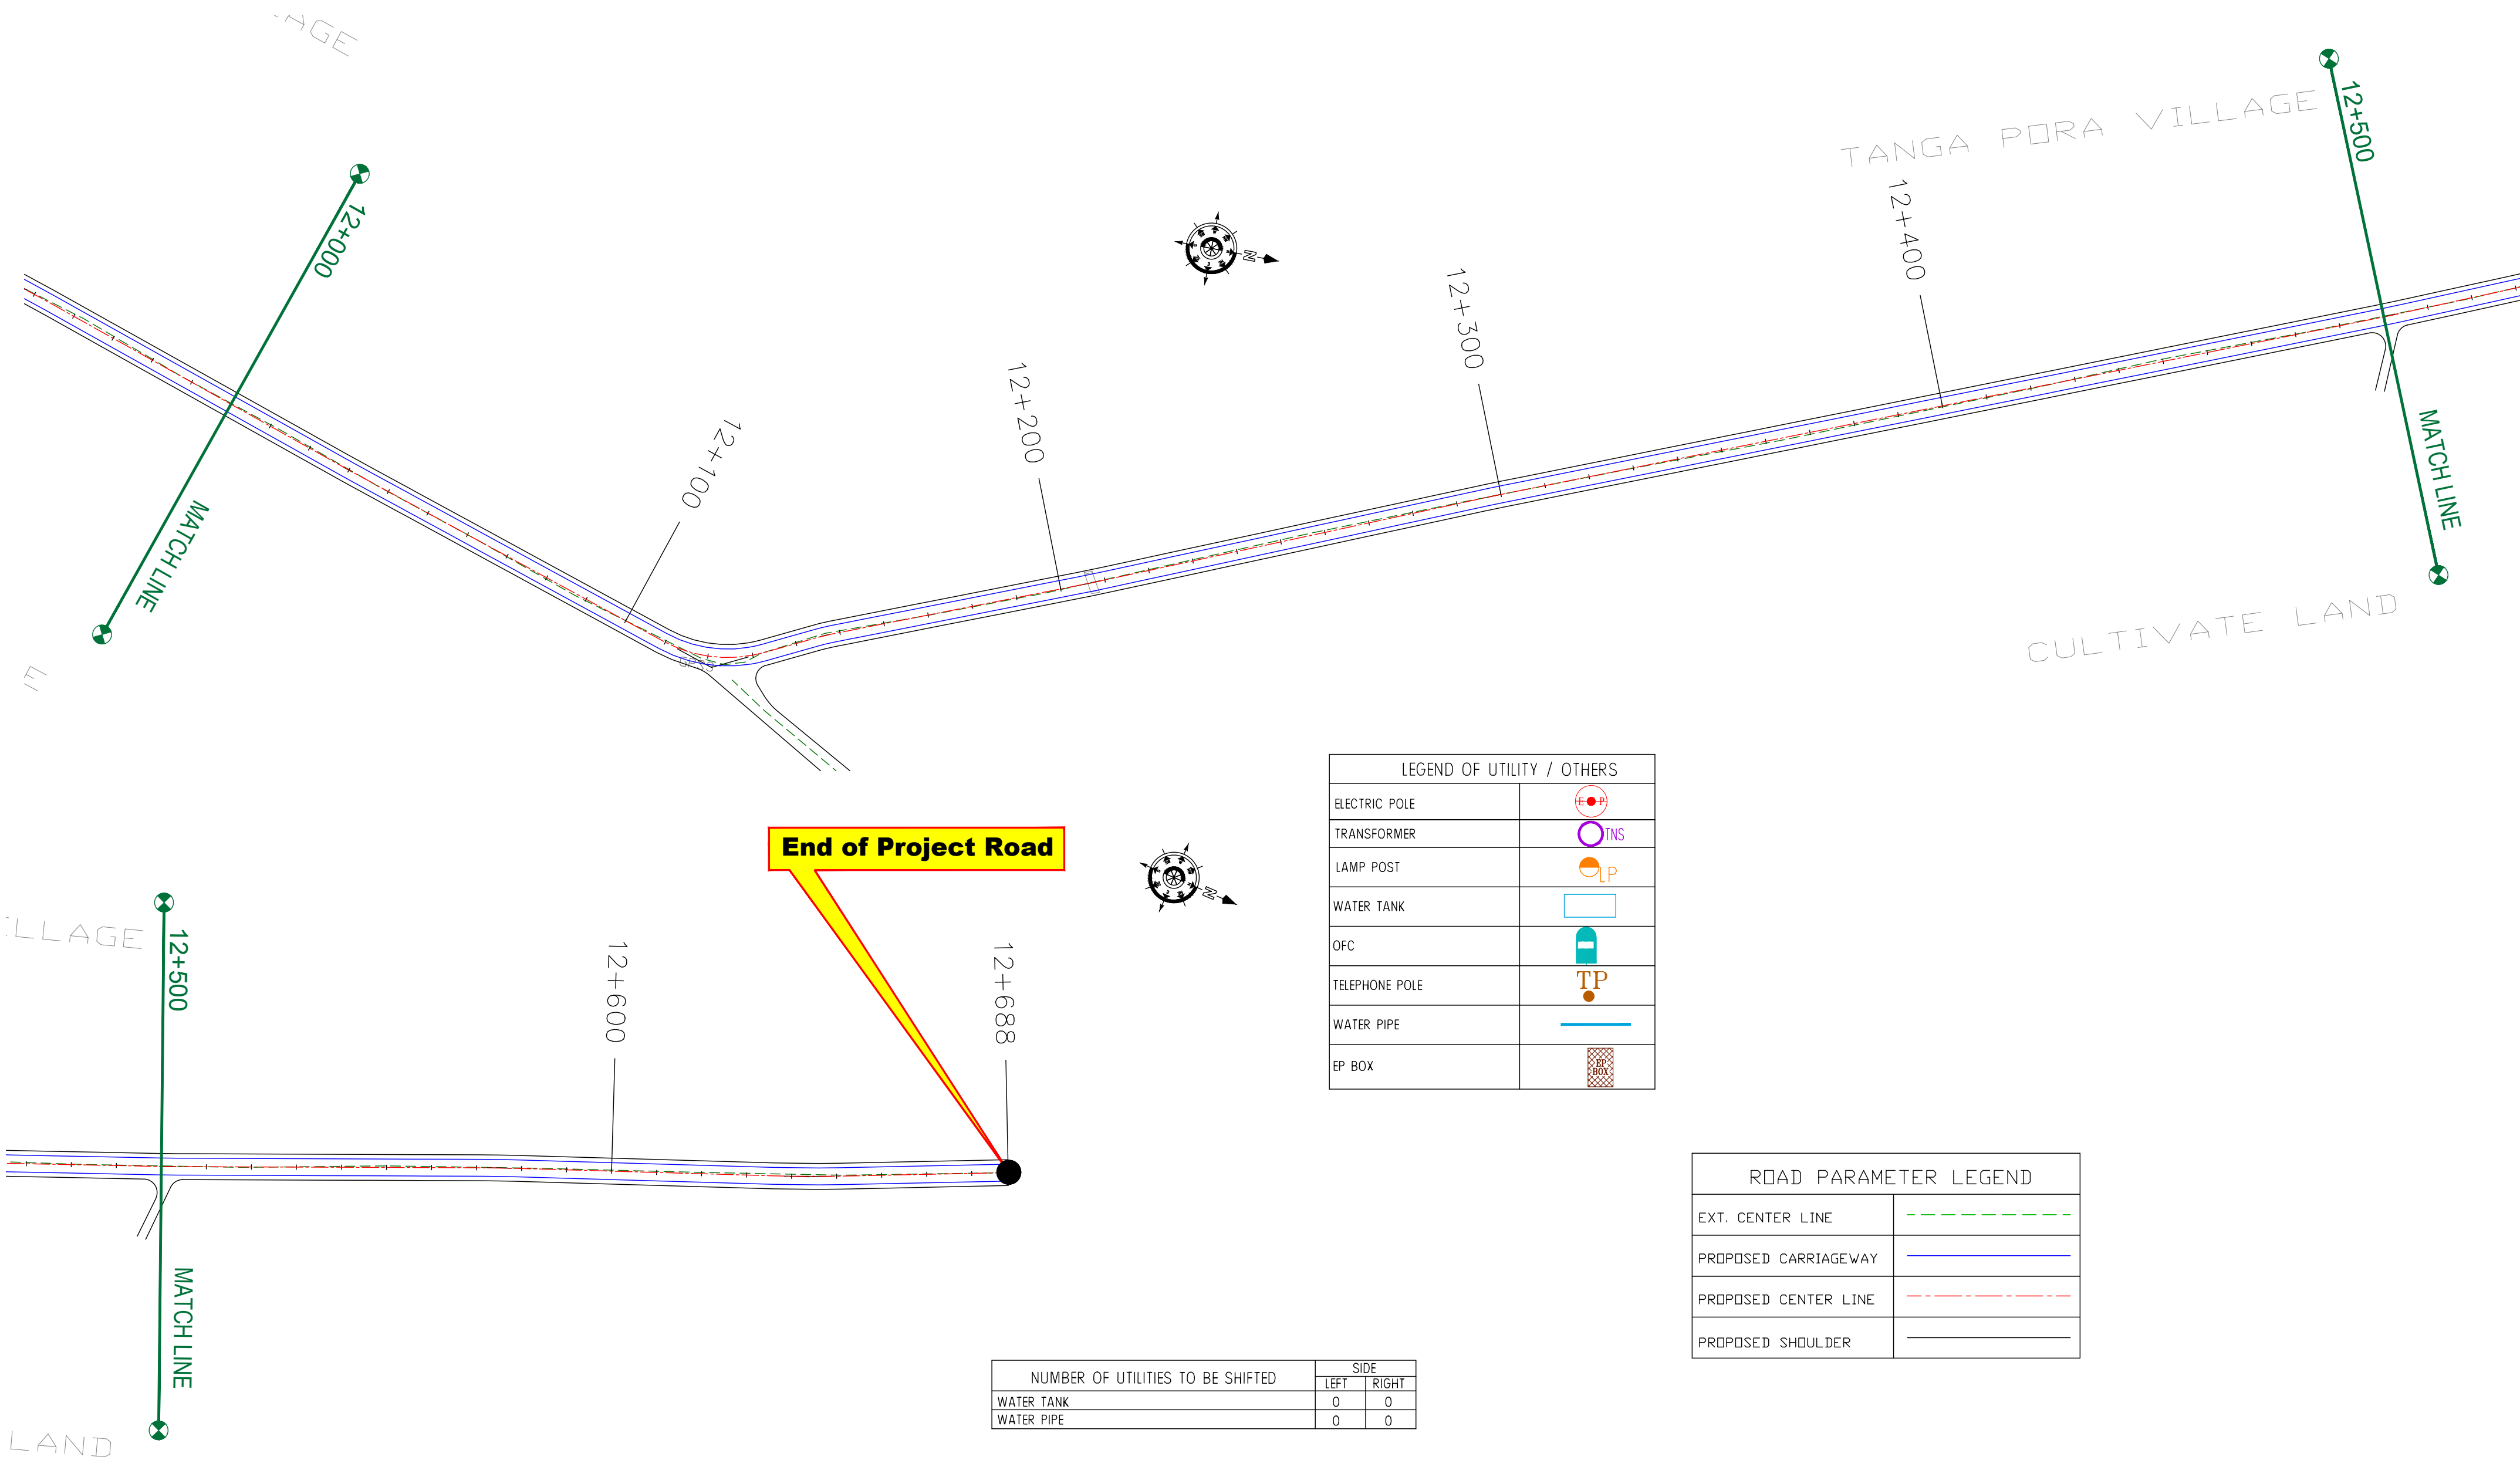 12+000
MATCH LINE
12+100
12+200
12+300
12+400
TANGA PORA VILLAGE
12+500
MATCH LINE
CULTIVATE LAND
N
End of Project Road
N
12+500
MATCH LINE
12+600
12+688
LAND
LEGEND OF UTILITY / OTHERS
ELECTRIC POLE E P
TRANSFORMER TNS
LAMP POST LP
WATER TANK
OFC
TELEPHONE POLE TP
WATER PIPE
EP BOX EP
BOX
ROAD PARAMETER LEGEND
EXT. CENTER LINE
PROPOSED CARRIAGEWAY
PROPOSED CENTER LINE
PROPOSED SHOULDER
NUMBER OF UTILITIES TO BE SHIFTED SIDE
LEFT RIGHT
WATER TANK 0 0
WATER PIPE 0 0